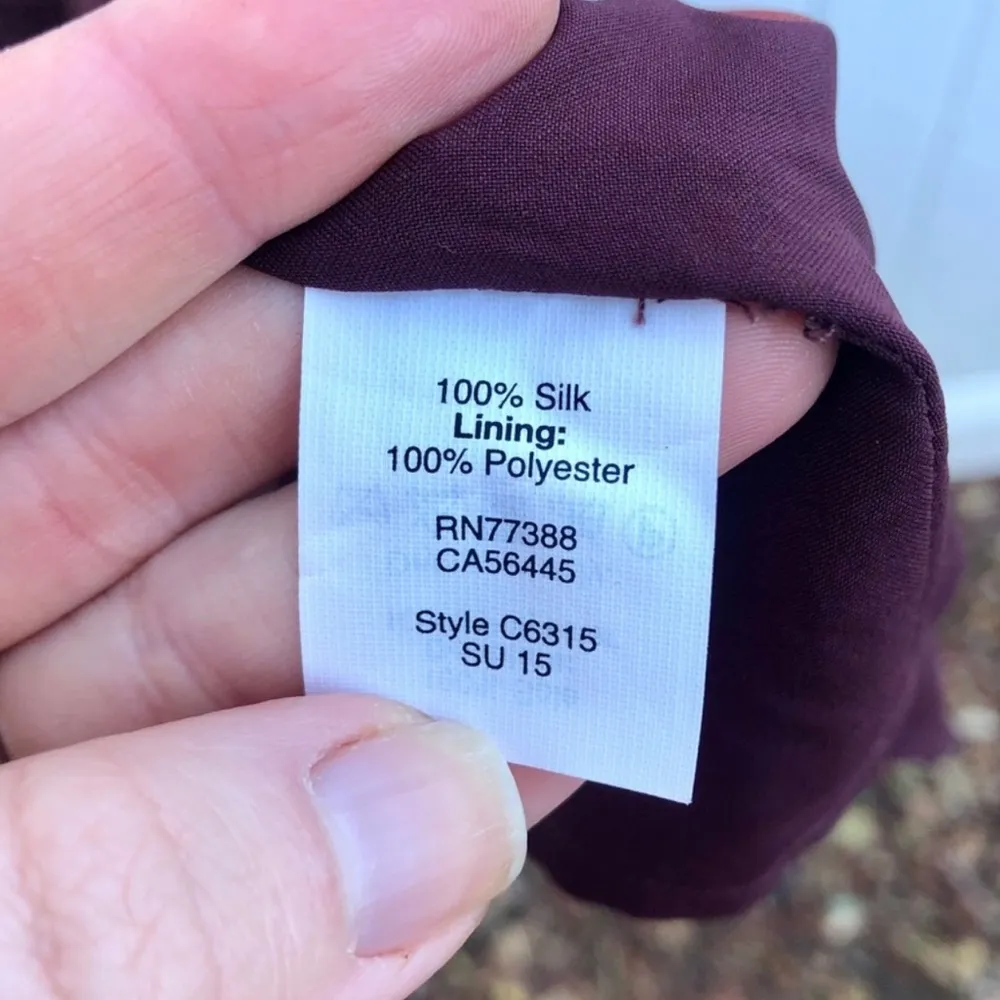 100% Silk
Lining:
100% Polyester
RN77388
CA56445
Style C6315
SU 15